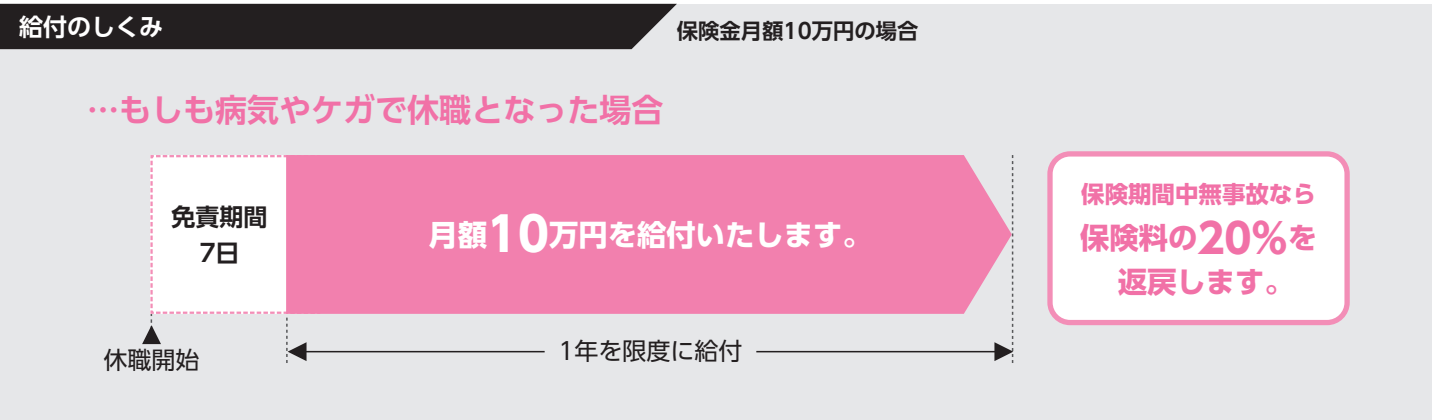 給付のしくみ
保険金月額10万円の場合
…もしも病気やケガで休職となった場合
免責期間
7日
月額10万円を給付いたします。
保険期間中無事故なら
保険料の20%を
返戻します。
休職開始
1年を限度に給付